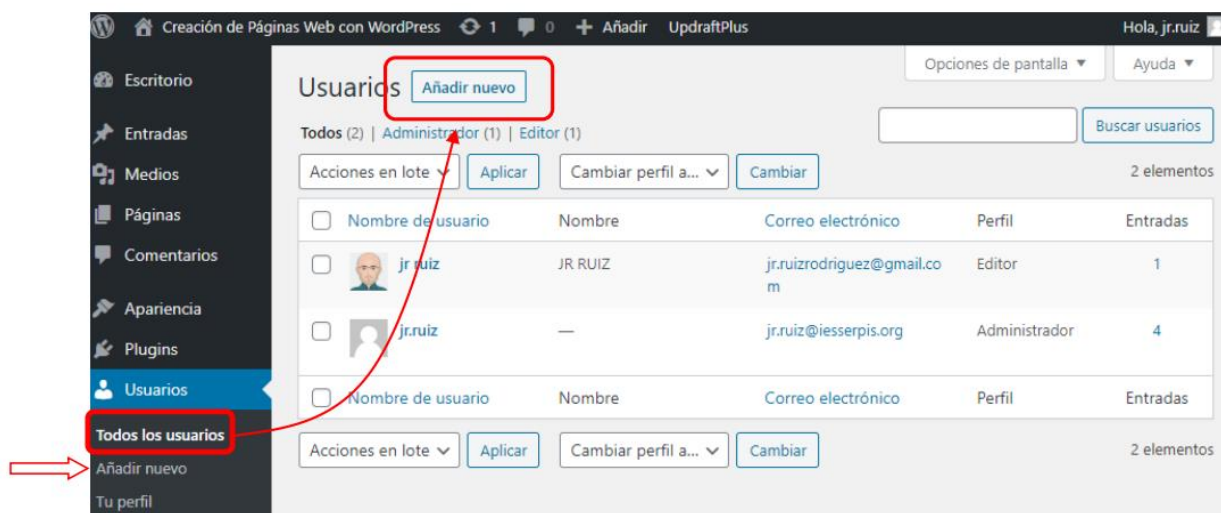 Creación de Páginas Web con WordPress 1 0 + Añadir UpdraftPlus Hola, jr.ruiz
Opciones de pantalla Ayuda
Escritorio
Entradas
Medios
Páginas
Comentarios
Apariencia
Plugins
Usuarios
Todos los usuarios
Añadir nuevo
Tu perfil
Usuarios Añadir nuevo
Todos (2) | Administrador (1) | Editor (1)
Buscar usuarios
Acciones en lote Aplicar Cambiar perfil a... Cambiar 2 elementos
Nombre de usuario Nombre Correo electrónico Perfil Entradas
jr ruiz JR RUIZ jr.ruizrodriguez@gmail.co Editor 1
m
jr.ruiz — jr.ruiz@iesserpis.org Administrador 4
Nombre de usuario Nombre Correo electrónico Perfil Entradas
Acciones en lote Aplicar Cambiar perfil a... Cambiar 2 elementos